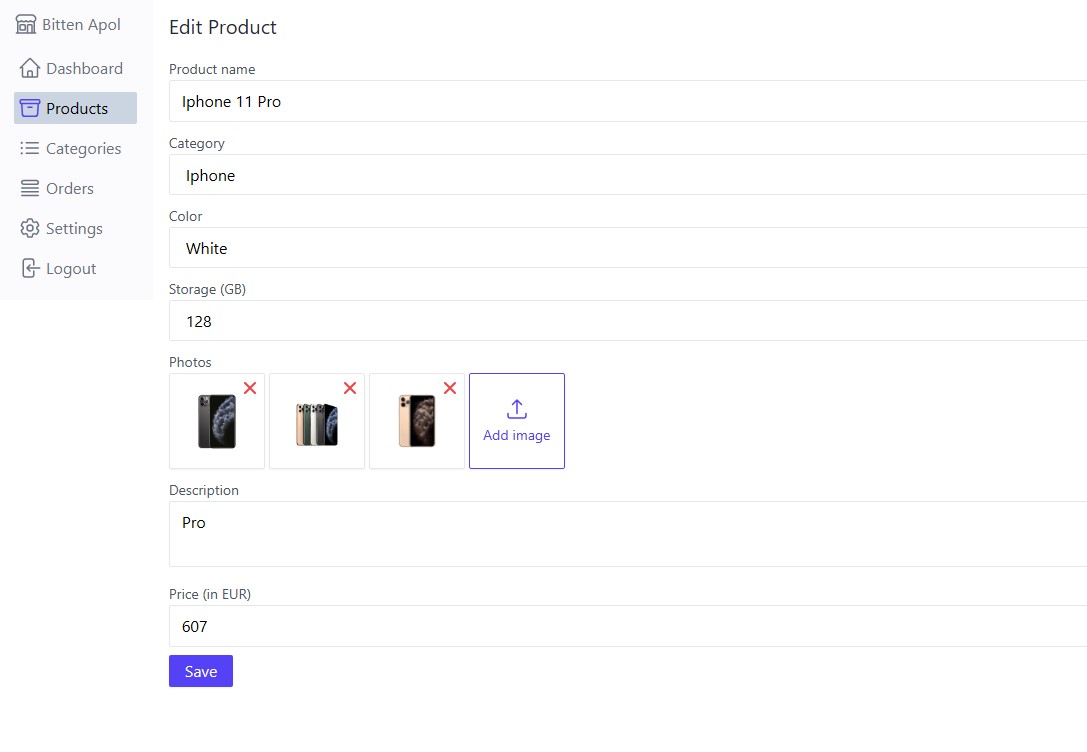 Bitten Apol
Dashboard
Products
Categories
Orders
Settings
Logout
Edit Product
Product name
Iphone 11 Pro
Category
Iphone
Color
White
Storage (GB)
128
Photos
Add image
Description
Pro
Price (in EUR)
607
Save